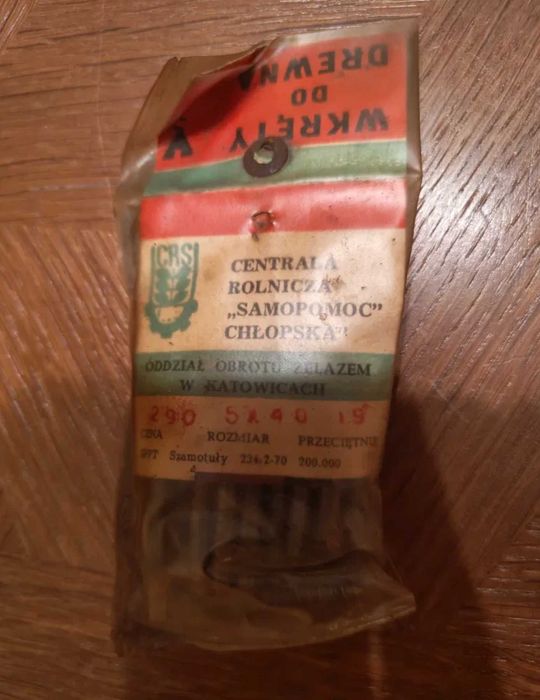 WKRĘTY
DO
DREWNA
CRS
CENTRALA
ROLNICZA
„SAMOPOMOC"
CHŁOPSKA"
ODDZIAŁ OBROTU ŻELAZEM
W KATOWICACH
290 5x40 15
CENA ROZMIAR PRZECIĘTNIE
Szamotuły 234/2-70 200.000